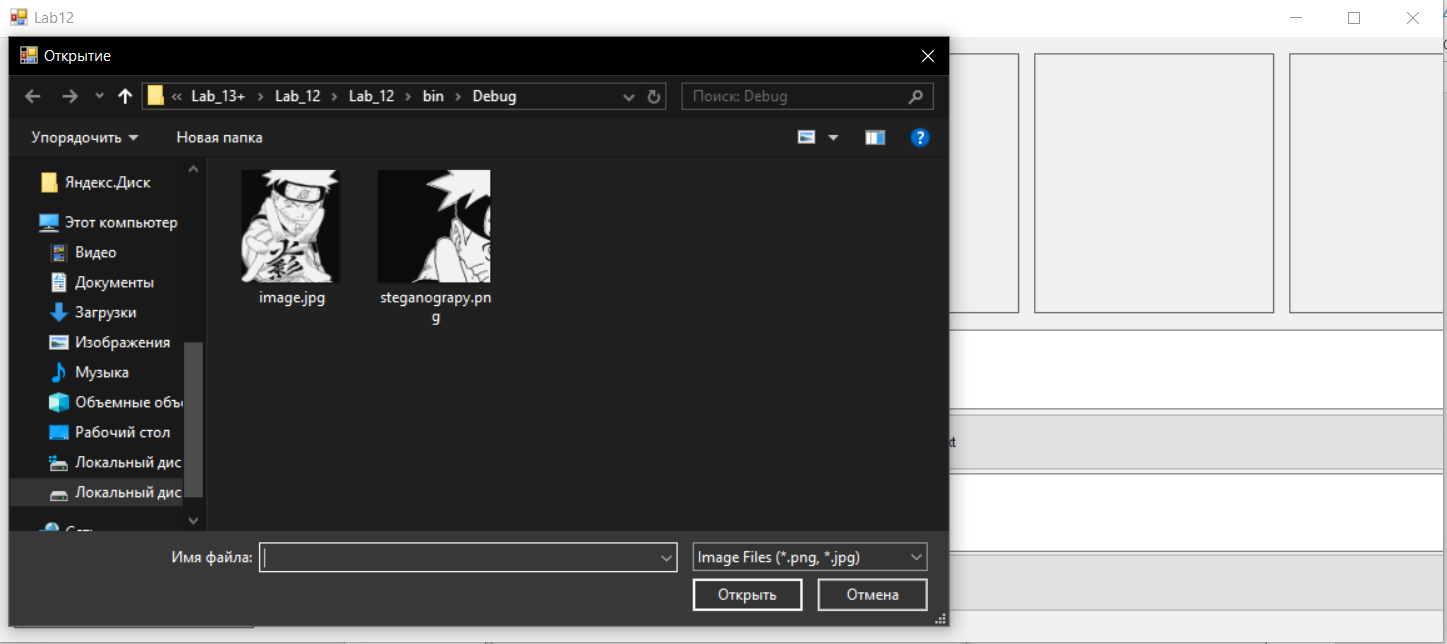 Lab12
Открытие
« Lab_13+ › Lab_12 › Lab_12 › bin › Debug
Поиск: Debug
Упорядочить
Новая папка
Яндекс.Диск
Этот компьютер
Видео
Документы
Загрузки
Изображения
Музыка
Объемные объ
Рабочий стол
Локальный дис
Локальный дис
image.jpg
steganograpy.pn
g
Имя файла:
Image Files (*.png, *.jpg)
Открыть
Отмена